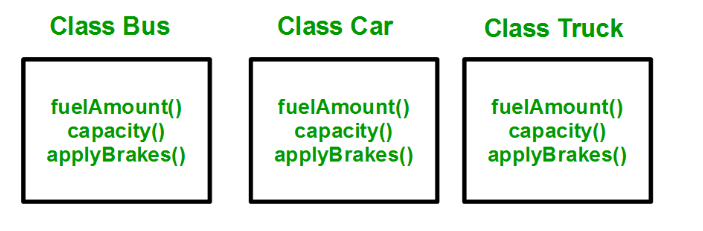 Class Bus
Class Car
Class Truck
fuelAmount()
capacity()
applyBrakes()
fuelAmount()
capacity()
applyBrakes()
fuelAmount()
capacity()
applyBrakes()